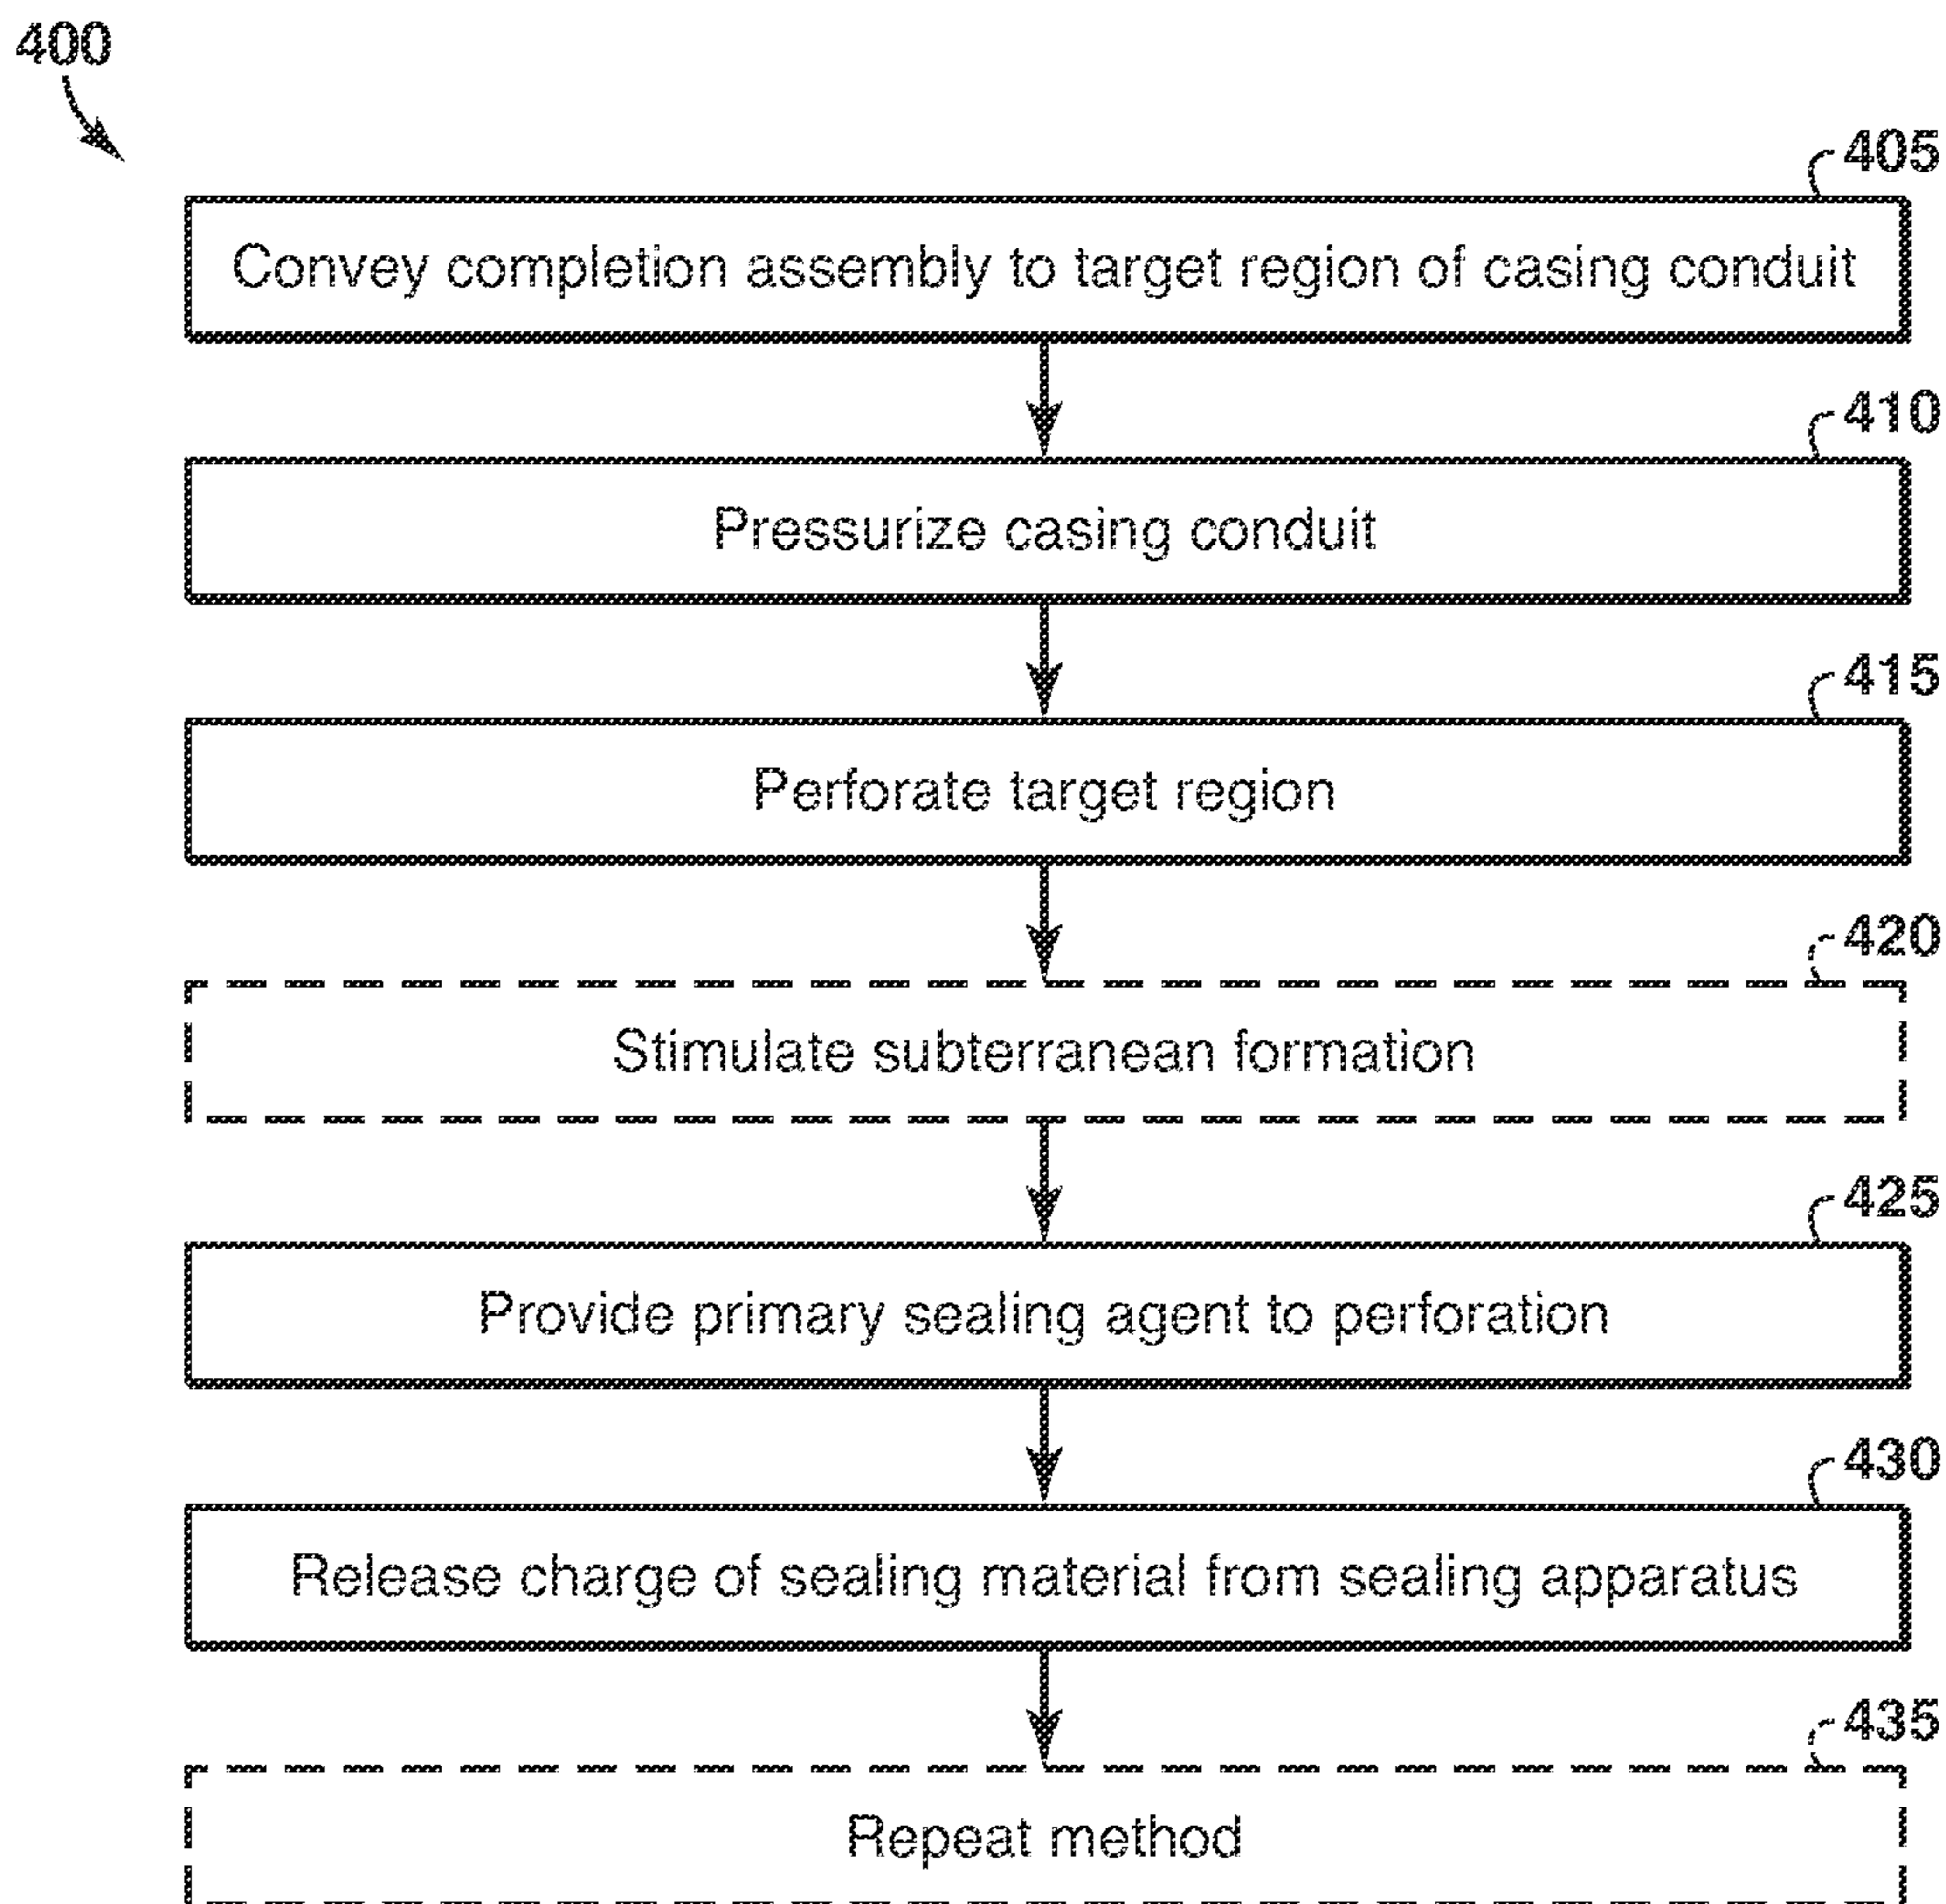 400
405
Convey completion assembly to target region of casing conduit
410
Pressurize casing conduit
415
Perforate target region
420
Stimulate subterranean formation
425
Provide primary sealing agent to perforation
430
Release charge of sealing material from sealing apparatus
435
Repeat method